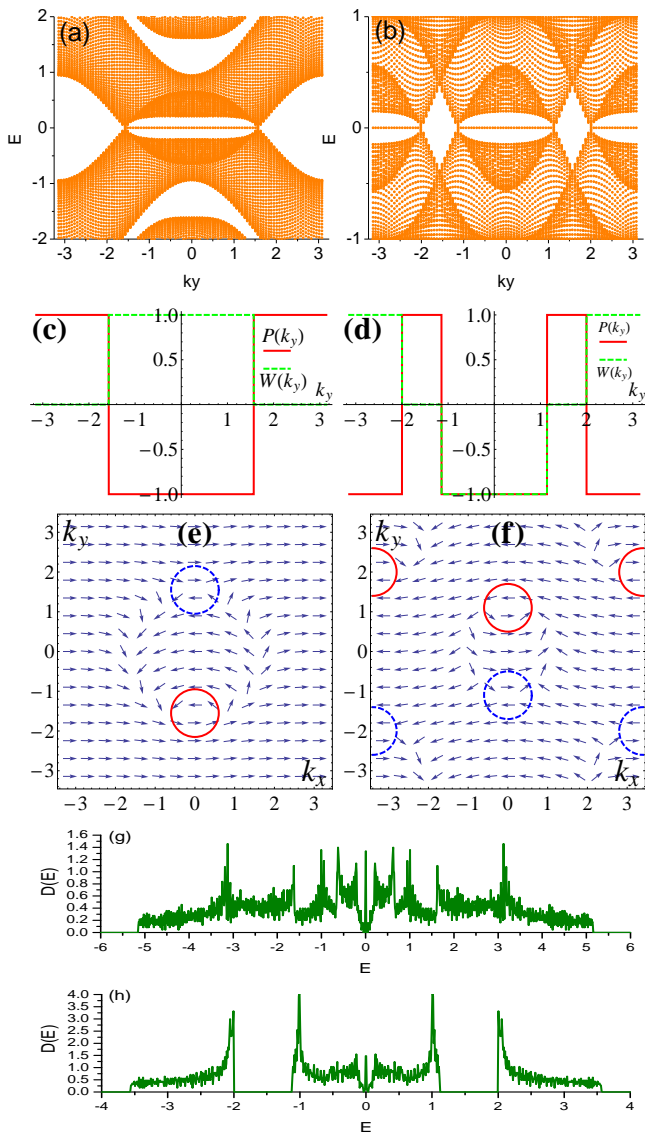 (a) (b)
2 1 0 -1 -2 E
1 0 -1 E
-3 -2 -1 0 1 2 3
-3 -2 -1 0 1 2 3
ky ky
(c) 1.0 0.5 −0.5 −1.0 P(ky) W(ky) ky
−3 −2 −1 0 1 2 3
(d) 1.0 0.5 −0.5 −1.0 P(ky) W(ky) ky
−3 −2 −1 0 1 2 3
ky (e) kx
3 2 1 0 −1 −2 −3
−3 −2 −1 0 1 2 3
ky (f) kx
3 2 1 0 −1 −2 −3
−3 −2 −1 0 1 2 3
(g)
D(E)
1.6 1.4 1.2 1.0 0.8 0.6 0.4 0.2 0.0
-6 -5 -4 -3 -2 -1 0 1 2 3 4 5 6
E
(h)
D(E)
4.0 3.5 3.0 2.5 2.0 1.5 1.0 0.5 0.0
-4 -3 -2 -1 0 1 2 3 4
E